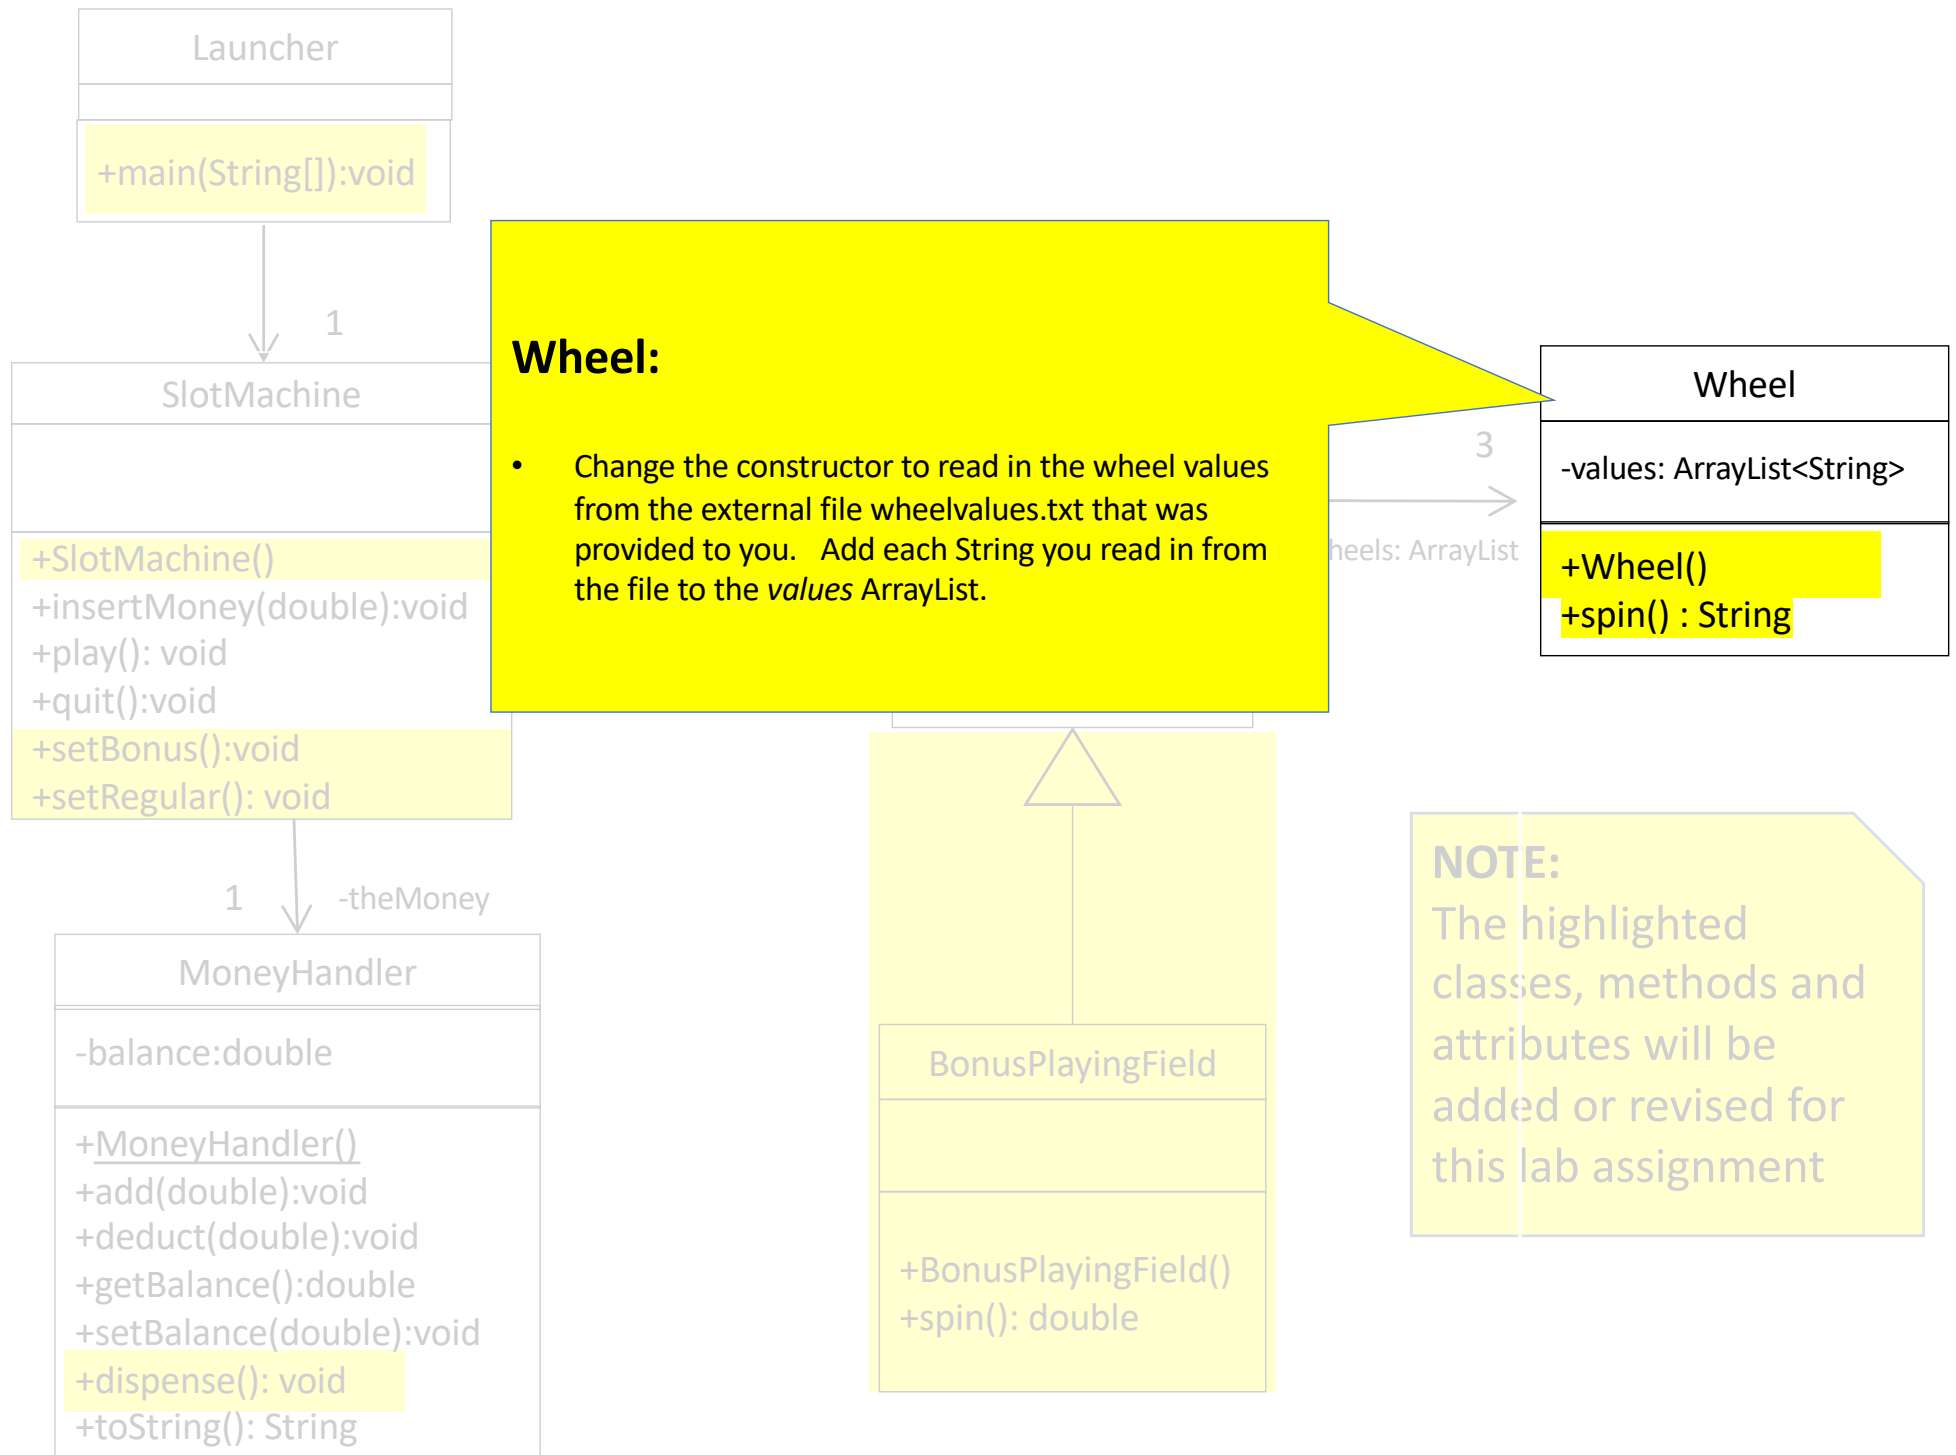 Launcher
+main(String[]):void
1
SlotMachine
+SlotMachine()
+insertMoney(double):void
+play(): void
+quit():void
+setBonus():void
+setRegular(): void
1
-theMoney
MoneyHandler
-balance:double
+MoneyHandler()
+add(double):void
+deduct(double):void
+getBalance():double
+setBalance(double):void
+dispense(): void
+toString(): String
Wheel:
• Change the constructor to read in the wheel values
from the external file wheelvalues.txt that was
provided to you.   Add each String you read in from
the file to the values ArrayList.
3
heels: ArrayList
Wheel
-values: ArrayList<String>
+Wheel()
+spin() : String
BonusPlayingField
+BonusPlayingField()
+spin(): double
NOTE:
The highlighted
classes, methods and
attributes will be
added or revised for
this lab assignment